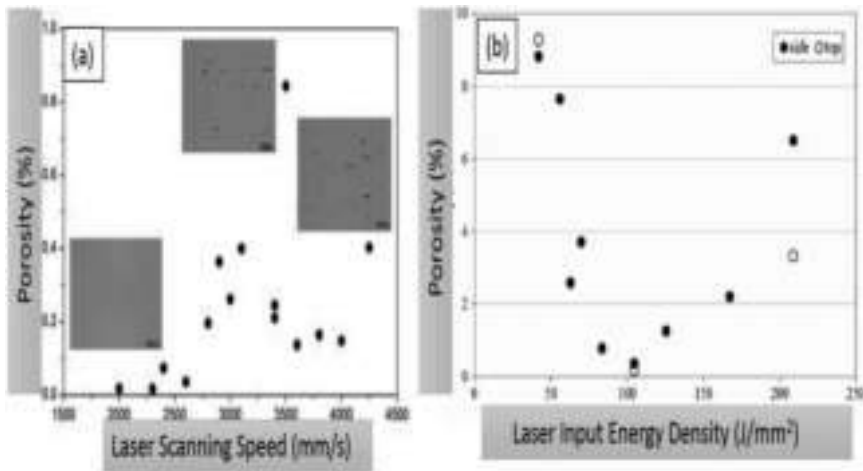 (a)
Porosity (%)
1.0
0.8
0.6
0.4
0.2
0.0
1500 2000 2500 3000 3500 4000 4500
Laser Scanning Speed (mm/s)
(b)
Porosity (%)
10
8
6
4
2
0
0 50 100 150 200 250
Laser Input Energy Density (J/mm²)